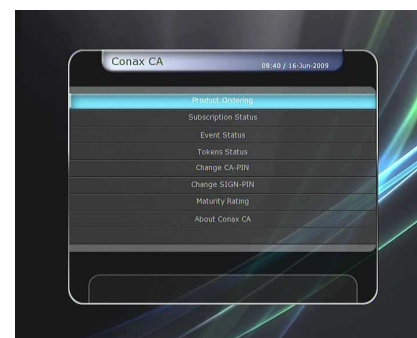 Conax CA
08:40 / 16-Jun-2009
Product Ordering
Subscription Status
Event Status
Tokens Status
Change CA-PIN
Change SIGN-PIN
Maturity Rating
About Conax CA